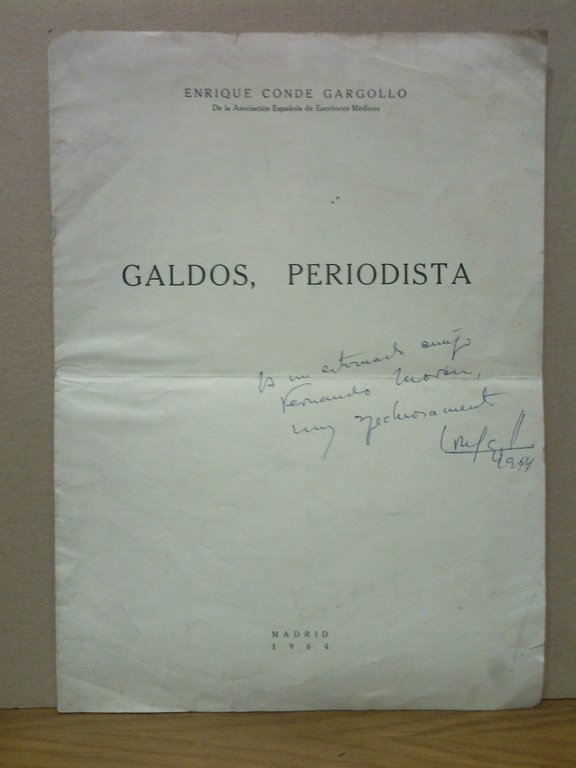 ENRIQUE CONDE GARGOLLO
De la Asociación Española de Escritores Médicos
GALDOS, PERIODISTA
A mi estimado amigo
Fernando Morán,
muy afectuosamente
1964
MADRID
1964